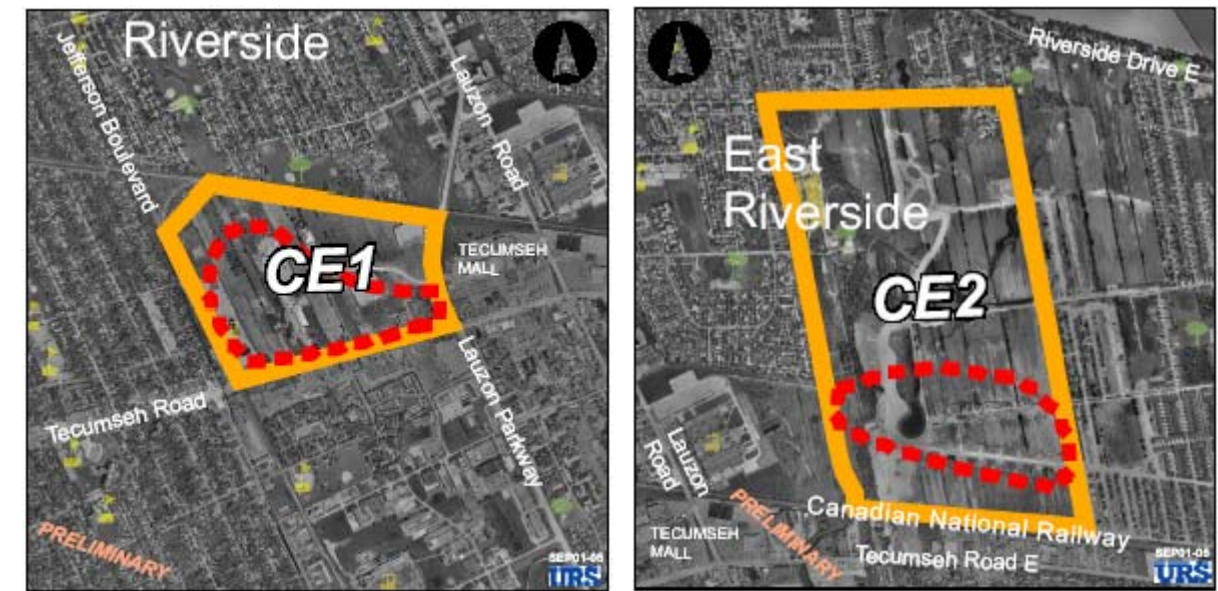 Riverside
Jefferson Boulevard
Lauzon
Road
CE1
TECUMSEH
MALL
Tecumseh Road
Lauzon Parkway
PRELIMINARY
SEP01-05
URS
Riverside Drive E
East
Riverside
CE2
Lauzon
Road
PRELIMINARY
Canadian National Railway
TECUMSEH
MALL
Tecumseh Road E
SEP01-05
URS